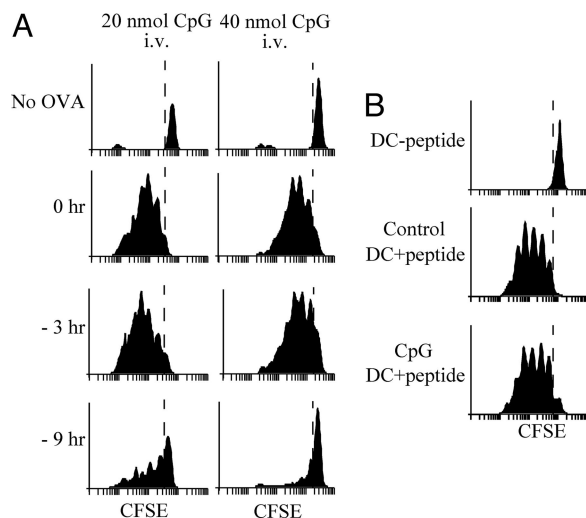 A
20 nmol CpG
i.v.
40 nmol CpG
i.v.
No OVA
0 hr
- 3 hr
- 9 hr
CFSE
CFSE
B
DC-peptide
Control
DC+peptide
CpG
DC+peptide
CFSE